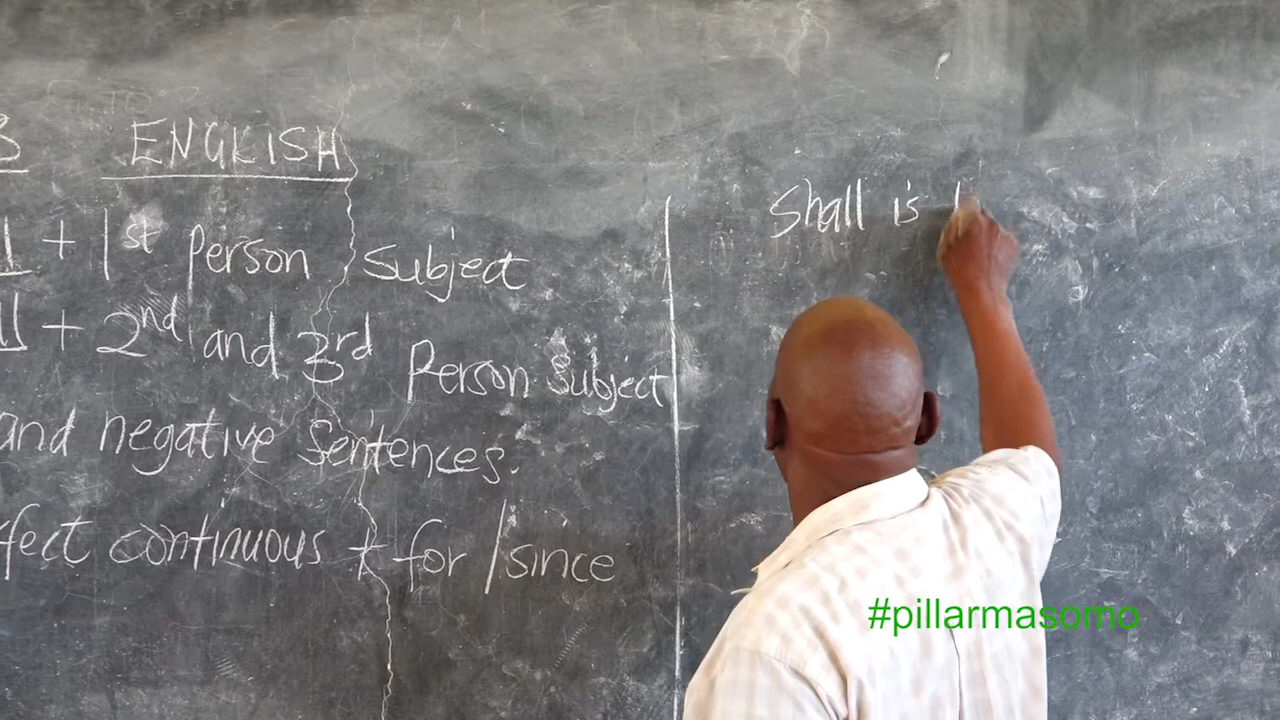 ENGLISH
+ 1st person subject
+ 2nd and 3rd Person Subject
and negative Sentences.
fect continuous + for / since
Shall is
#pillarmasomo